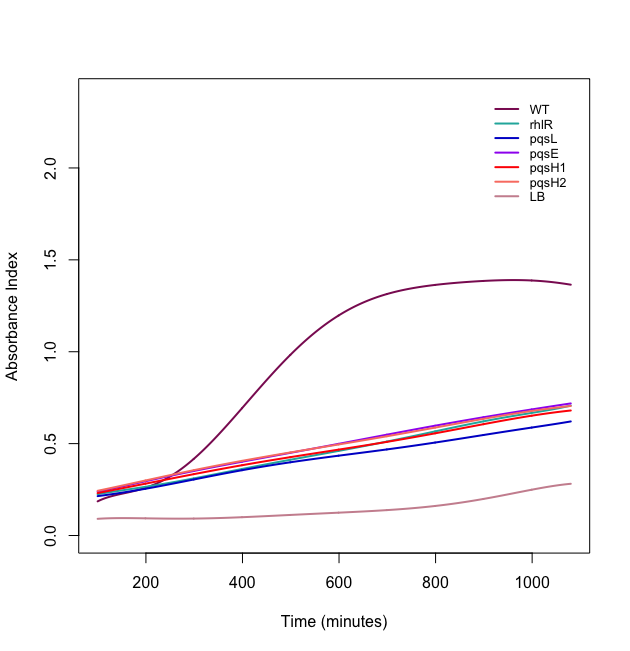 WT
rhlR
pqsL
pqsE
pqsH1
pqsH2
LB
2.0
1.5
1.0
0.5
0.0
Absorbance Index
200 400 600 800 1000
Time (minutes)